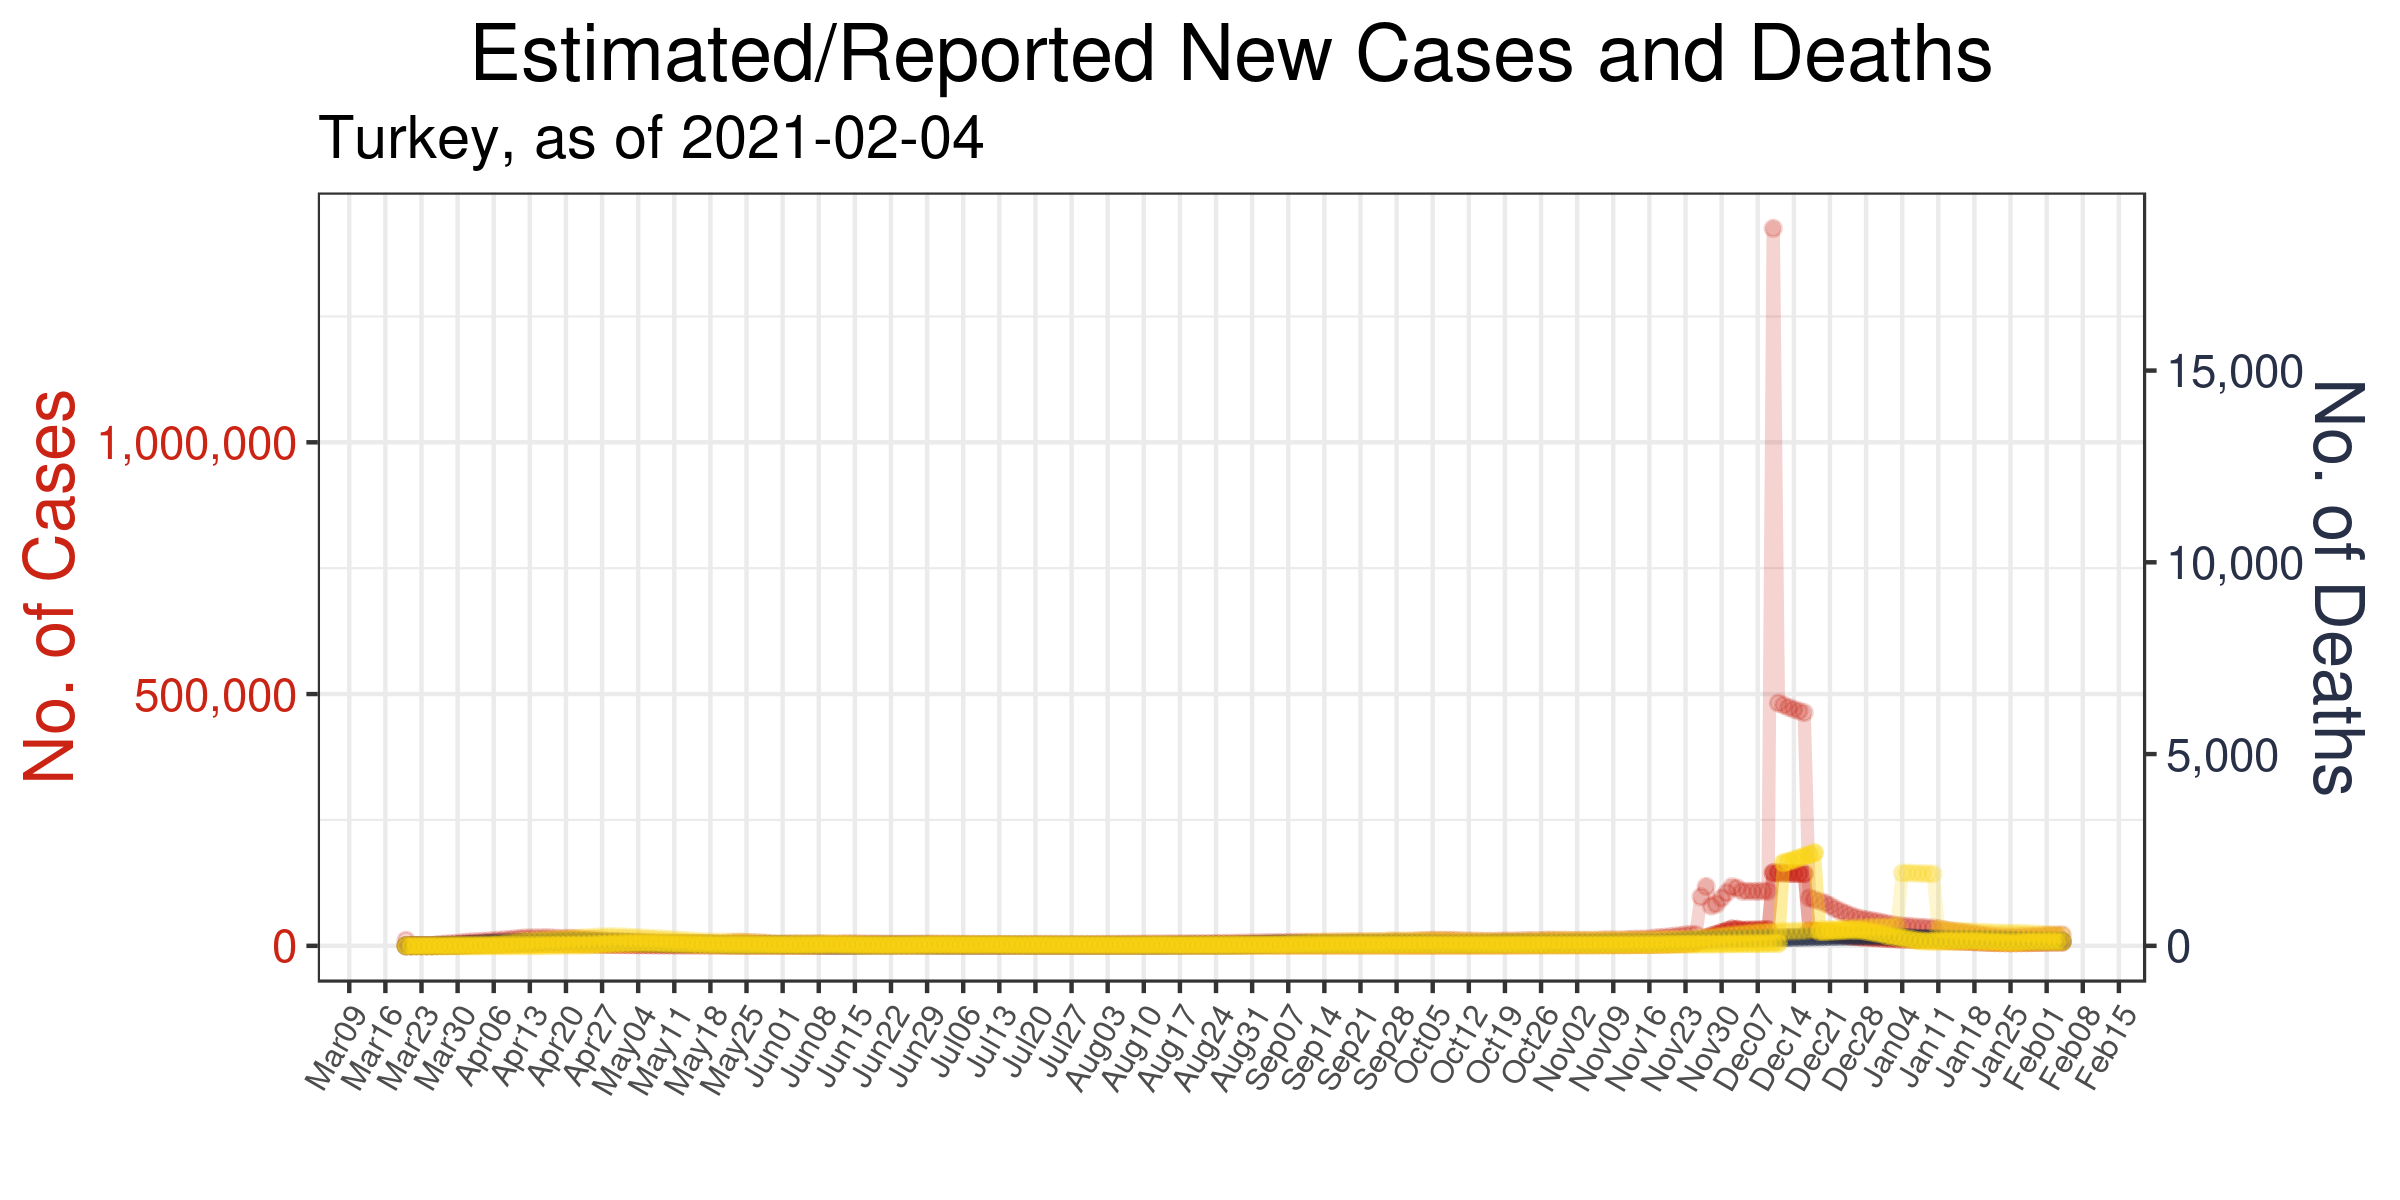 Estimated/Reported New Cases and Deaths
Turkey, as of 2021-02-04
No. of Cases
1,000,000
500,000
0
15,000
10,000
5,000
0
No. of Deaths
Mar09
Mar16
Mar23
Mar30
Apr06
Apr13
Apr20
Apr27
May04
May11
May18
May25
Jun01
Jun08
Jun15
Jun22
Jun29
Jul06
Jul13
Jul20
Jul27
Aug03
Aug10
Aug17
Aug24
Aug31
Sep07
Sep14
Sep21
Sep28
Oct05
Oct12
Oct19
Oct26
Nov02
Nov09
Nov16
Nov23
Nov30
Dec07
Dec14
Dec21
Dec28
Jan04
Jan11
Jan18
Jan25
Feb01
Feb08
Feb15